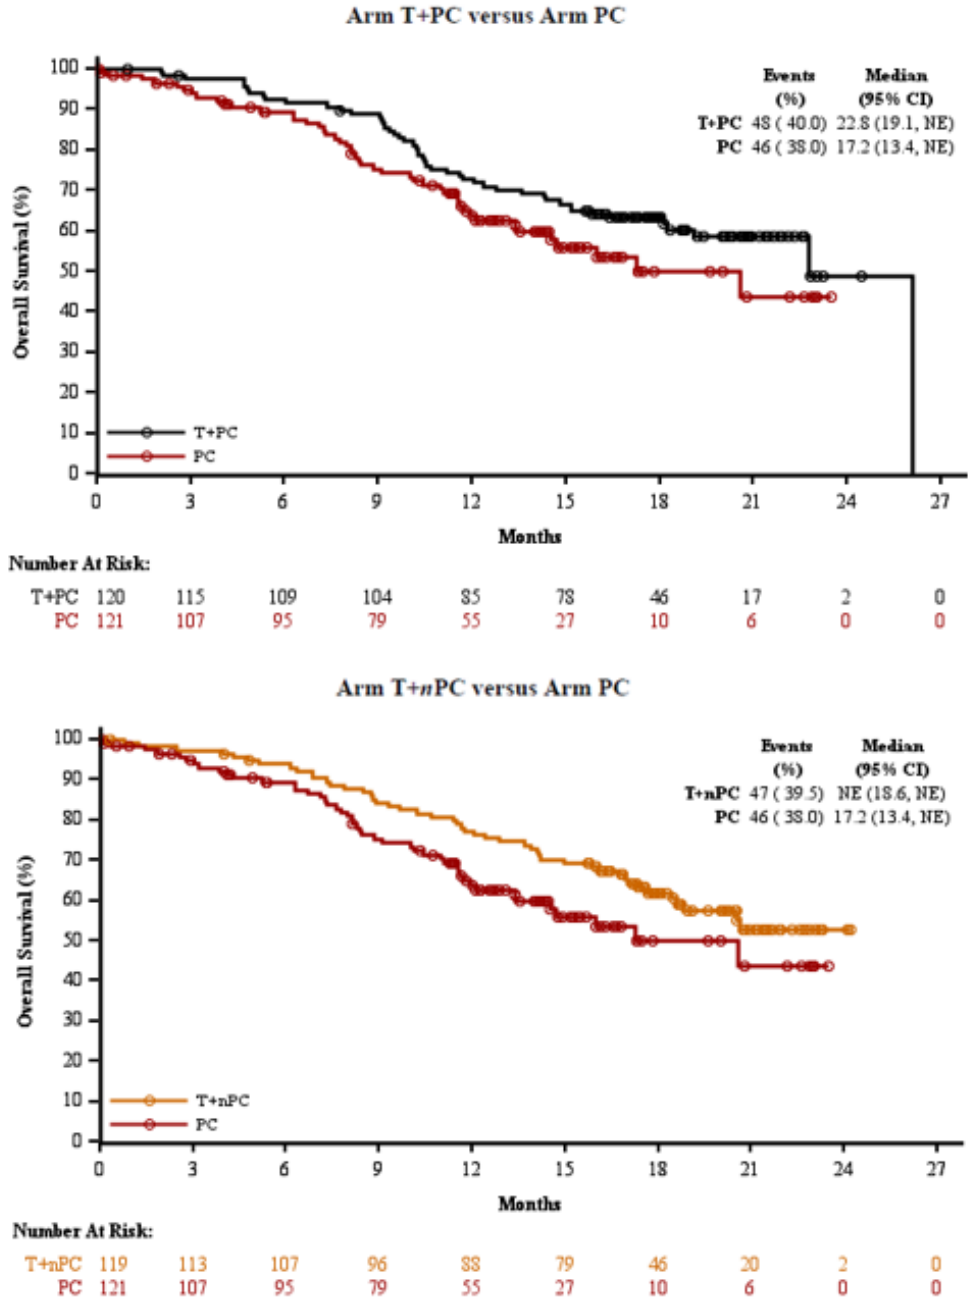 Arm T+PC versus Arm PC
Events Median
(%) (95% CI)
T+PC 48 ( 40.0) 22.8 (19.1, NE)
PC 46 ( 38.0) 17.2 (13.4, NE)
Overall Survival (%)
100
90
80
70
60
50
40
30
20
10
0
T+PC
PC
0 3 6 9 12 15 18 21 24 27
Months
Number At Risk:
T+PC 120 115 109 104 85 78 46 17 2 0
PC 121 107 95 79 55 27 10 6 0 0
Arm T+nPC versus Arm PC
Events Median
(%) (95% CI)
T+nPC 47 ( 39.5) NE (18.6, NE)
PC 46 ( 38.0) 17.2 (13.4, NE)
Overall Survival (%)
100
90
80
70
60
50
40
30
20
10
0
T+nPC
PC
0 3 6 9 12 15 18 21 24 27
Months
Number At Risk:
T+nPC 119 113 107 96 88 79 46 20 2 0
PC 121 107 95 79 55 27 10 6 0 0